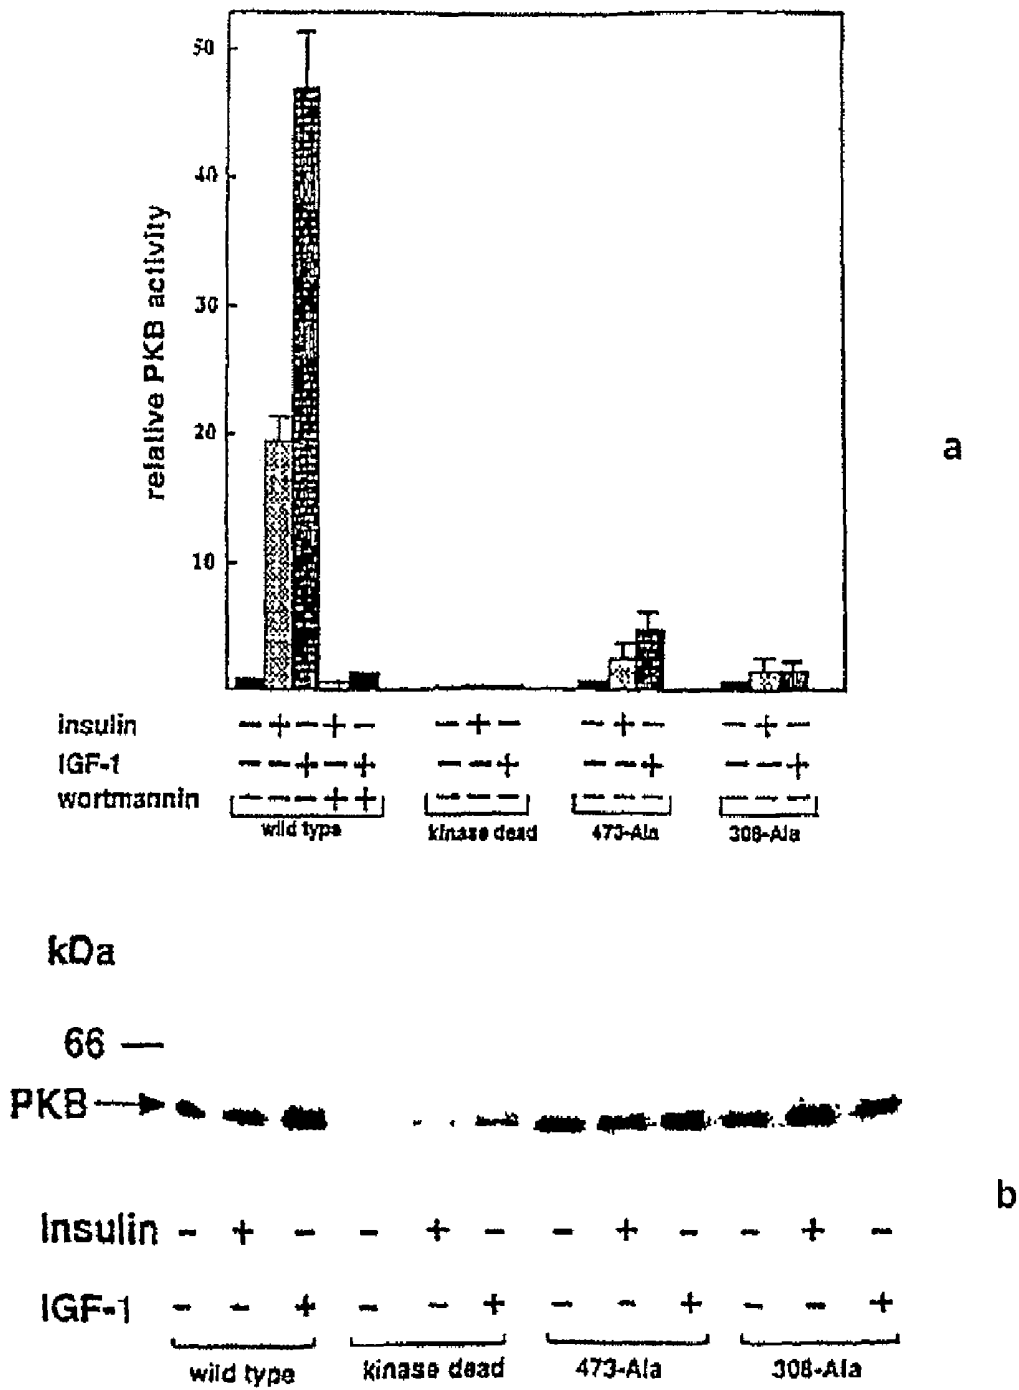 50
40
30
20
10
relative PKB activity
a
insulin - + - + - - + - - + - - + -
IGF-1 - - + - + - - + - - + - - +
wortmannin - - - + + - - - - - - - - -
wild type kinase dead 473-Ala 308-Ala
kDa
66
PKB
b
Insulin - + - - + - - + - - + -
IGF-1 - - + - - + - - + - - +
wild type kinase dead 473-Ala 308-Ala